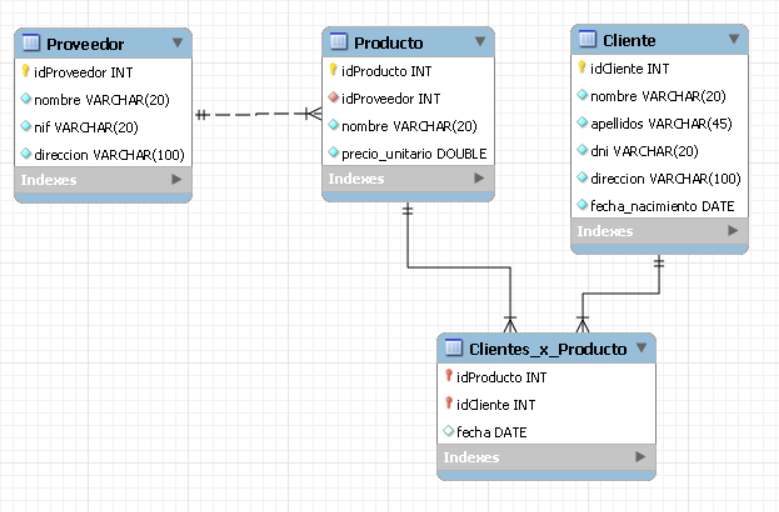 Proveedor
idProveedor INT
nombre VARCHAR(20)
nif VARCHAR(20)
direccion VARCHAR(100)
Indexes
Producto
idProducto INT
idProveedor INT
nombre VARCHAR(20)
precio_unitario DOUBLE
Indexes
Cliente
idCliente INT
nombre VARCHAR(20)
apellidos VARCHAR(45)
dni VARCHAR(20)
direccion VARCHAR(100)
fecha_nacimiento DATE
Indexes
Clientes_x_Producto
idProducto INT
idCliente INT
fecha DATE
Indexes